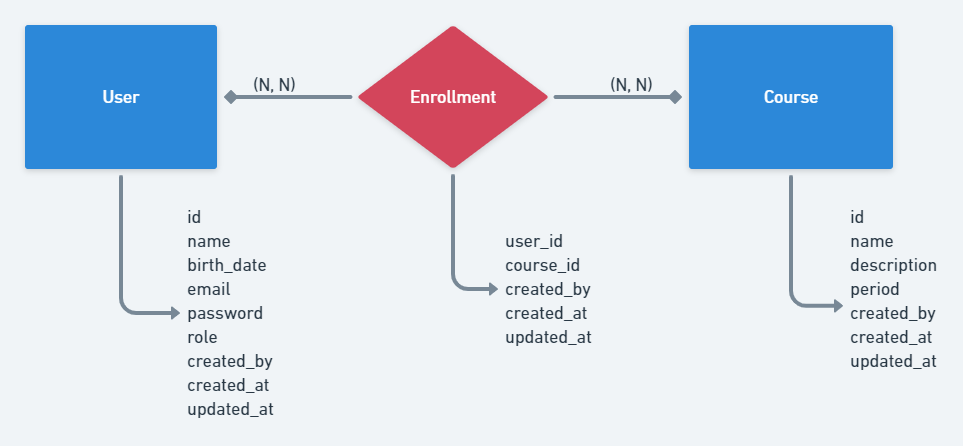 User
(N, N)
Enrollment
(N, N)
Course
id
name
birth_date
email
password
role
created_by
created_at
updated_at
user_id
course_id
created_by
created_at
updated_at
id
name
description
period
created_by
created_at
updated_at